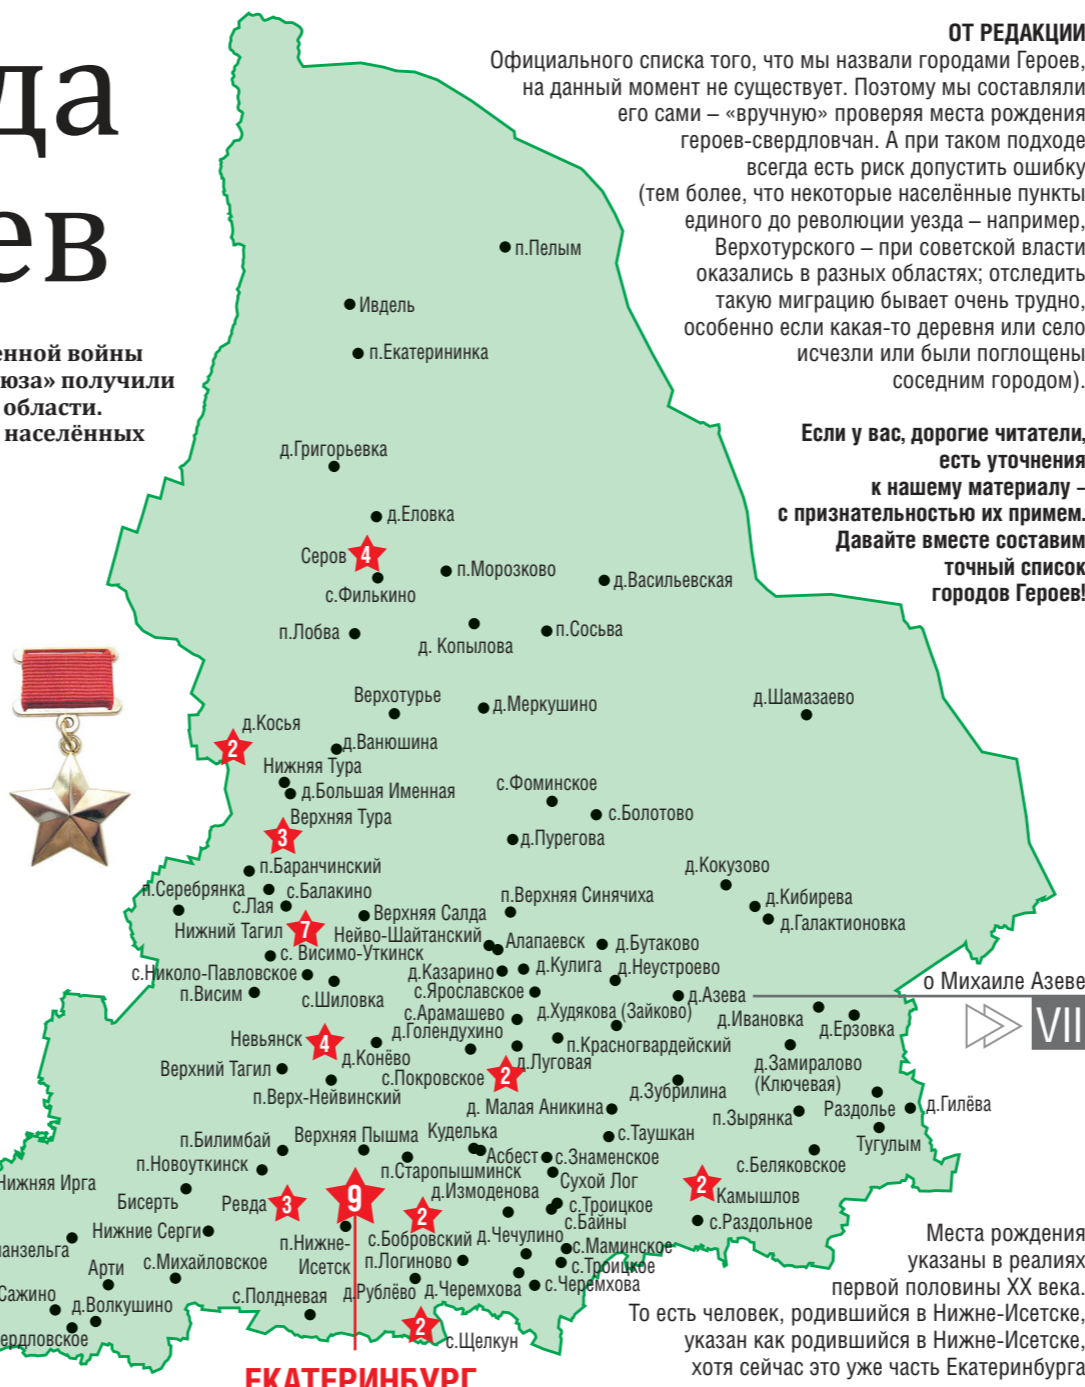 да
ев
енной войны
юза» получили
области.
населённых
ОТ РЕДАКЦИИ
Официального списка того, что мы назвали городами Героев,
на данный момент не существует. Поэтому мы составляли
его сами – «вручную» проверяя места рождения
героев-свердловчан. А при таком подходе
всегда есть риск допустить ошибку
(тем более, что некоторые населённые пункты
единого до революции уезда – например,
Верхотурского – при советской власти
оказались в разных областях; отследить
такую миграцию бывает очень трудно,
особенно если какая-то деревня или село
исчезли или были поглощены
соседним городом).
Если у вас, дорогие читатели,
есть уточнения
к нашему материалу –
с признательностью их примем.
Давайте вместе составим
точный список
городов Героев!
п.Пелым
Ивдель
п.Екатерининка
д.Григорьевка
д.Еловка
Серов 4
с.Филькино
п.Морозково
д.Васильевская
п.Лобва
д. Копылова
п.Сосьва
Верхотурье
д.Меркушино
д.Шамазаево
д.Косья
2
д.Ванюшина
Нижняя Тура
д.Большая Именная
с.Фоминское
с.Болотово
Верхняя Тура
3
д.Пурегова
п.Баранчинский
д.Кокузово
п.Серебрянка
с.Балакино
с.Лая
п.Верхняя Синячиха
д.Кибирева
д.Галактионовка
Верхняя Салда
Нижний Тагил 7
Нейво-Шайтанский
Алапаевск
д.Бутаково
с. Висимо-Уткинск
с.Николо-Павловское
д.Казарино
д.Кулига
д.Неустроево
п.Висим
с.Шиловка
с.Ярославское
д.Азева
о Михаиле Азеве
VII
с.Арамашево
д.Худякова (Зайково)
д.Ивановка
д.Ерзовка
Невьянск 4
д.Голендухино
п.Красногвардейский
д.Конёво
д.Луговая
Верхний Тагил
с.Покровское 2
д.Замиралово
(Ключевая)
п.Верх-Нейвинский
д.Зубрилина
д. Малая Аникина
п.Зырянка
Раздолье
д.Гилёва
Тугулым
с.Таушкан
п.Билимбай
Верхняя Пышма
Куделька
Асбест
с.Знаменское
с.Беляковское
п.Новоуткинск
п.Старопышминск
Сухой Лог
Нижняя Ирга
Бисерть
Ревда 3
9
д.Измоденова
2
с.Троицкое
2
Камышлов
с.Байны
с.Раздольное
Нижние Серги
п.Нижне-
Исетск
с.Бобровский
д.Чечулино
с.Маминское
манзельга
с.Михайловское
п.Логиново
с.Троицкое
Арти
д.Рублёво
д.Черемхова
с.Черемхова
Сажино
д.Волкушино
с.Полдневая
ердловское
2
с.Щелкун
ЕКАТЕРИНБУРГ
Места рождения
указаны в реалиях
первой половины ХХ века.
То есть человек, родившийся в Нижне-Исетске,
указан как родившийся в Нижне-Исетске,
хотя сейчас это уже часть Екатеринбурга